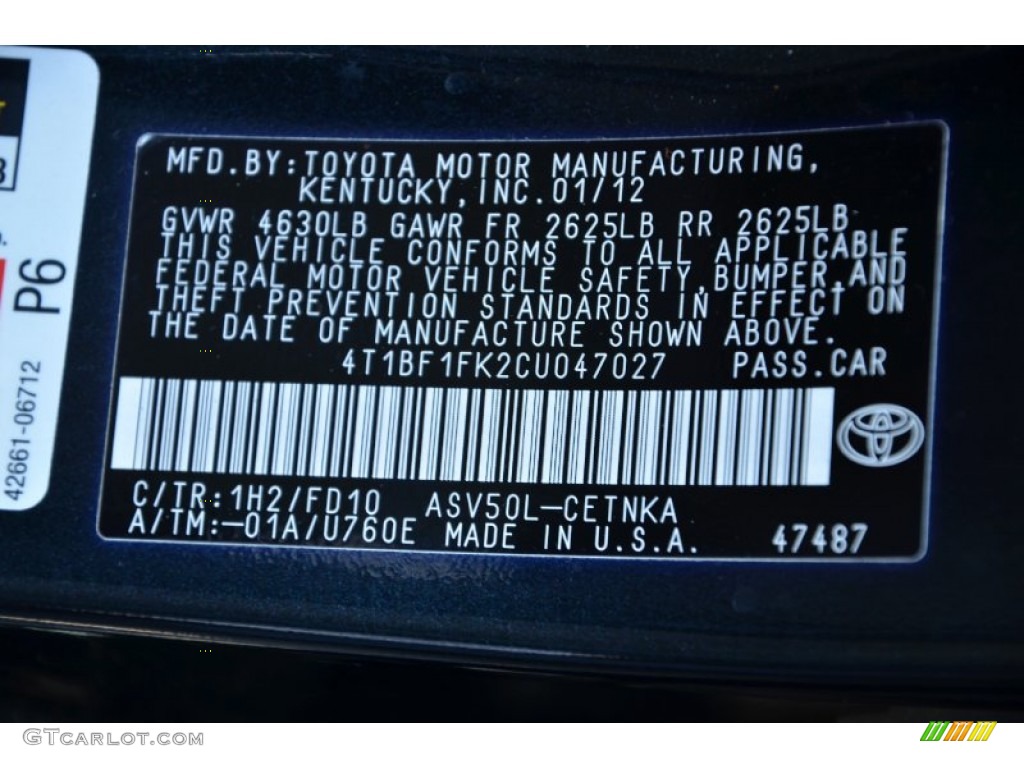 MFD.BY:TOYOTA MOTOR MANUFACTURING,
KENTUCKY,INC.01/12
GVWR 4630LB GAWR FR 2625LB RR 2625LB
THIS VEHICLE CONFORMS TO ALL APPLICABLE
FEDERAL MOTOR VEHICLE SAFETY,BUMPER,AND
THEFT PREVENTION STANDARDS IN EFFECT ON
THE DATE OF MANUFACTURE SHOWN ABOVE.
4T1BF1FK2CU047027 PASS.CAR
C/TR:1H2/FD10 ASV50L-CETNKA
A/TM:-01A/U760E MADE IN U.S.A. 47487
P6
42661-06712
GTCARLOT.COM